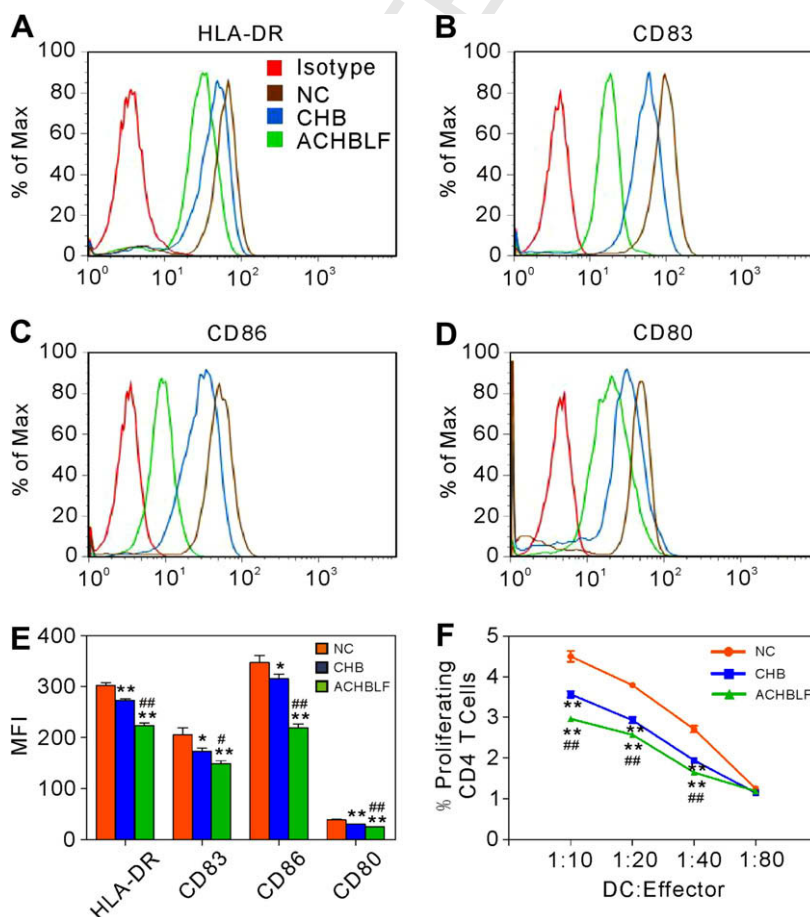 A
HLA-DR
% of Max
100
80
60
40
20
0
10⁰ 10¹ 10² 10³
Isotype
NC
CHB
ACHBLF
B
CD83
% of Max
100
80
60
40
20
0
10⁰ 10¹ 10² 10³
C
CD86
% of Max
100
80
60
40
20
0
10⁰ 10¹ 10² 10³
D
CD80
% of Max
100
80
60
40
20
0
10⁰ 10¹ 10² 10³
E
MFI
400
300
200
100
0
NC
CHB
ACHBLF
**
##
**
*
#
**
*
##
**
**
##
**
HLA-DR CD83 CD86 CD80
F
% Proliferating
CD4 T Cells
5
4
3
2
1
0
NC
CHB
ACHBLF
**
**
##
**
**
##
**
**
##
1:10 1:20 1:40 1:80
DC:Effector